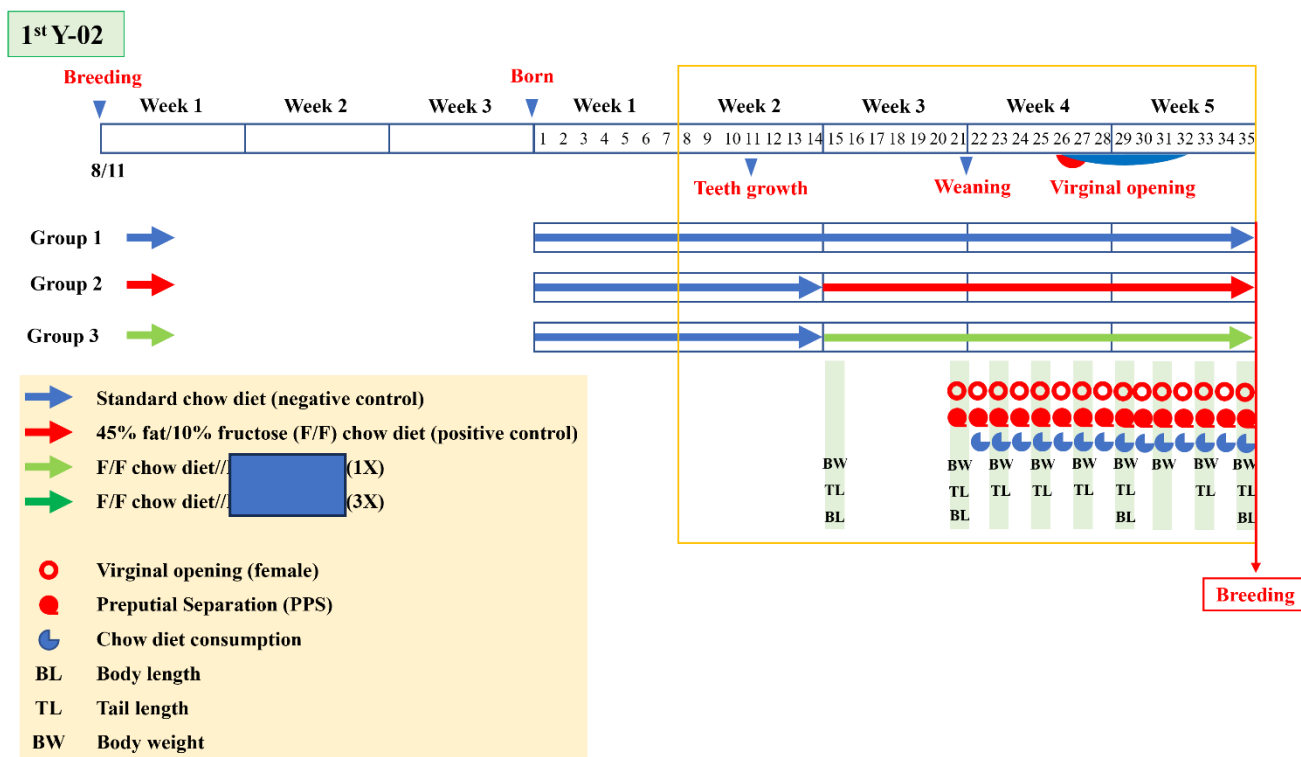 1st Y-02
Breeding
Born
Week 1 Week 2 Week 3 Week 1 Week 2 Week 3 Week 4 Week 5
1 2 3 4 5 6 7 8 9 10 11 12 13 14 15 16 17 18 19 20 21 22 23 24 25 26 27 28 29 30 31 32 33 34 35
8/11
Teeth growth
Weaning
Virginal opening
Group 1
Group 2
Group 3
BW BW BW BW BW BW BW BW BW
TL TL TL TL TL TL TL TL
BL BL BL BL
Breeding
Standard chow diet (negative control)
45% fat/10% fructose (F/F) chow diet (positive control)
F/F chow diet// (1X)
F/F chow diet// (3X)
Virginal opening (female)
Preputial Separation (PPS)
Chow diet consumption
BL Body length
TL Tail length
BW Body weight